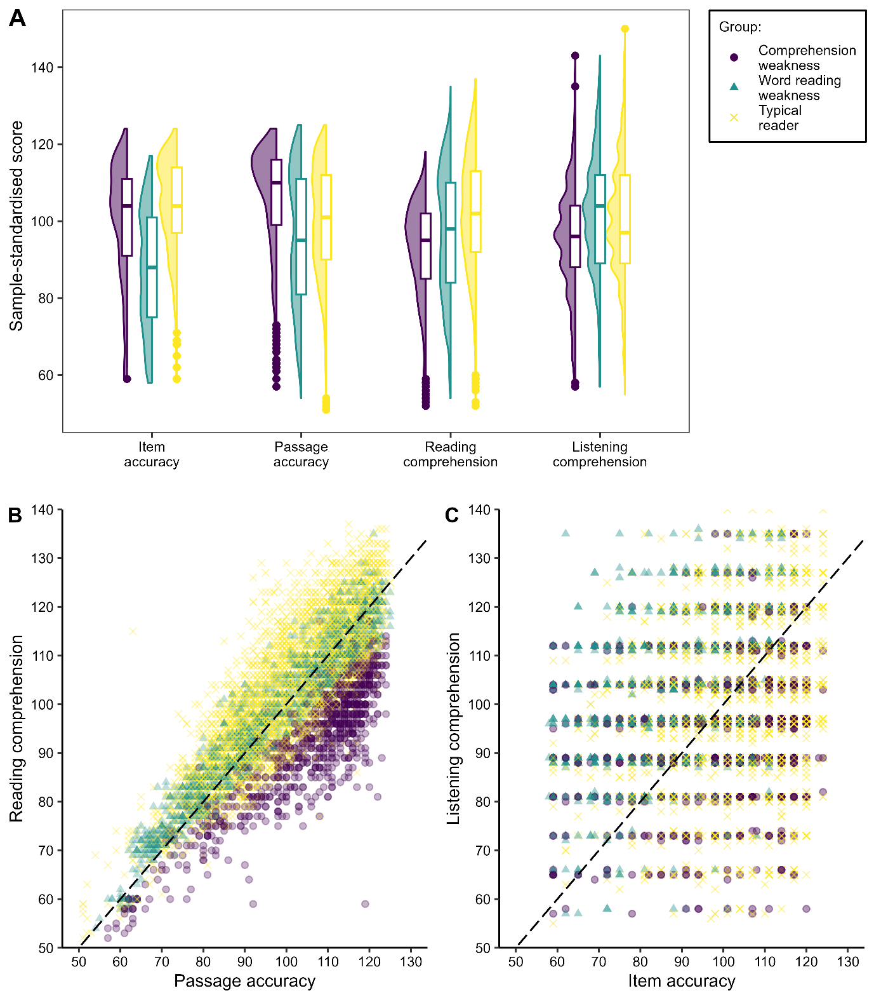 A
Sample-standardised score
140
120
100
80
60
Item
accuracy
Passage
accuracy
Reading
comprehension
Listening
comprehension
Group:
Comprehension
weakness
Word reading
weakness
Typical
reader
B
Reading comprehension
140
130
120
110
100
90
80
70
60
50
50 60 70 80 90 100 110 120 130
Passage accuracy
C
Listening comprehension
140
130
120
110
100
90
80
70
60
50
50 60 70 80 90 100 110 120 130
Item accuracy